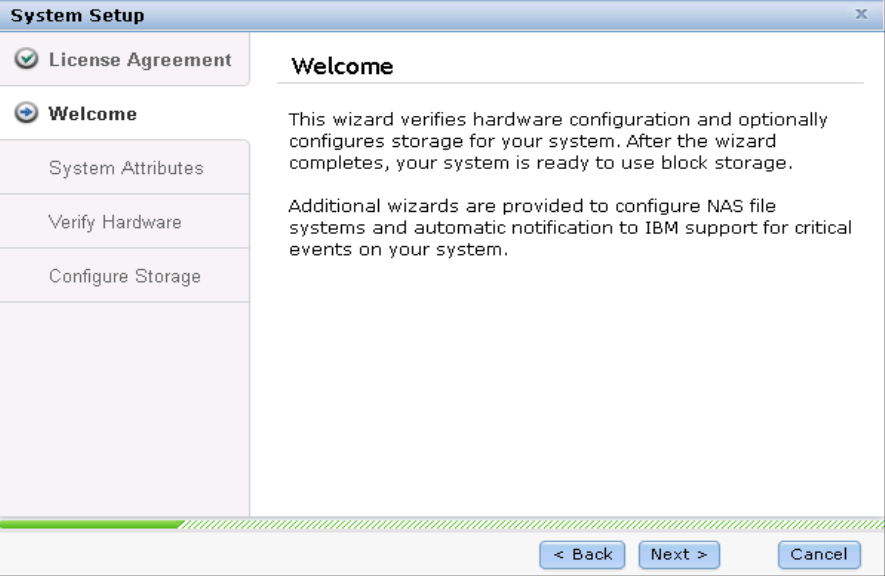 System Setup
x
License Agreement
Welcome
System Attributes
Verify Hardware
Configure Storage
Welcome
This wizard verifies hardware configuration and optionally
configures storage for your system. After the wizard
completes, your system is ready to use block storage.
Additional wizards are provided to configure NAS file
systems and automatic notification to IBM support for critical
events on your system.
< Back
Next >
Cancel